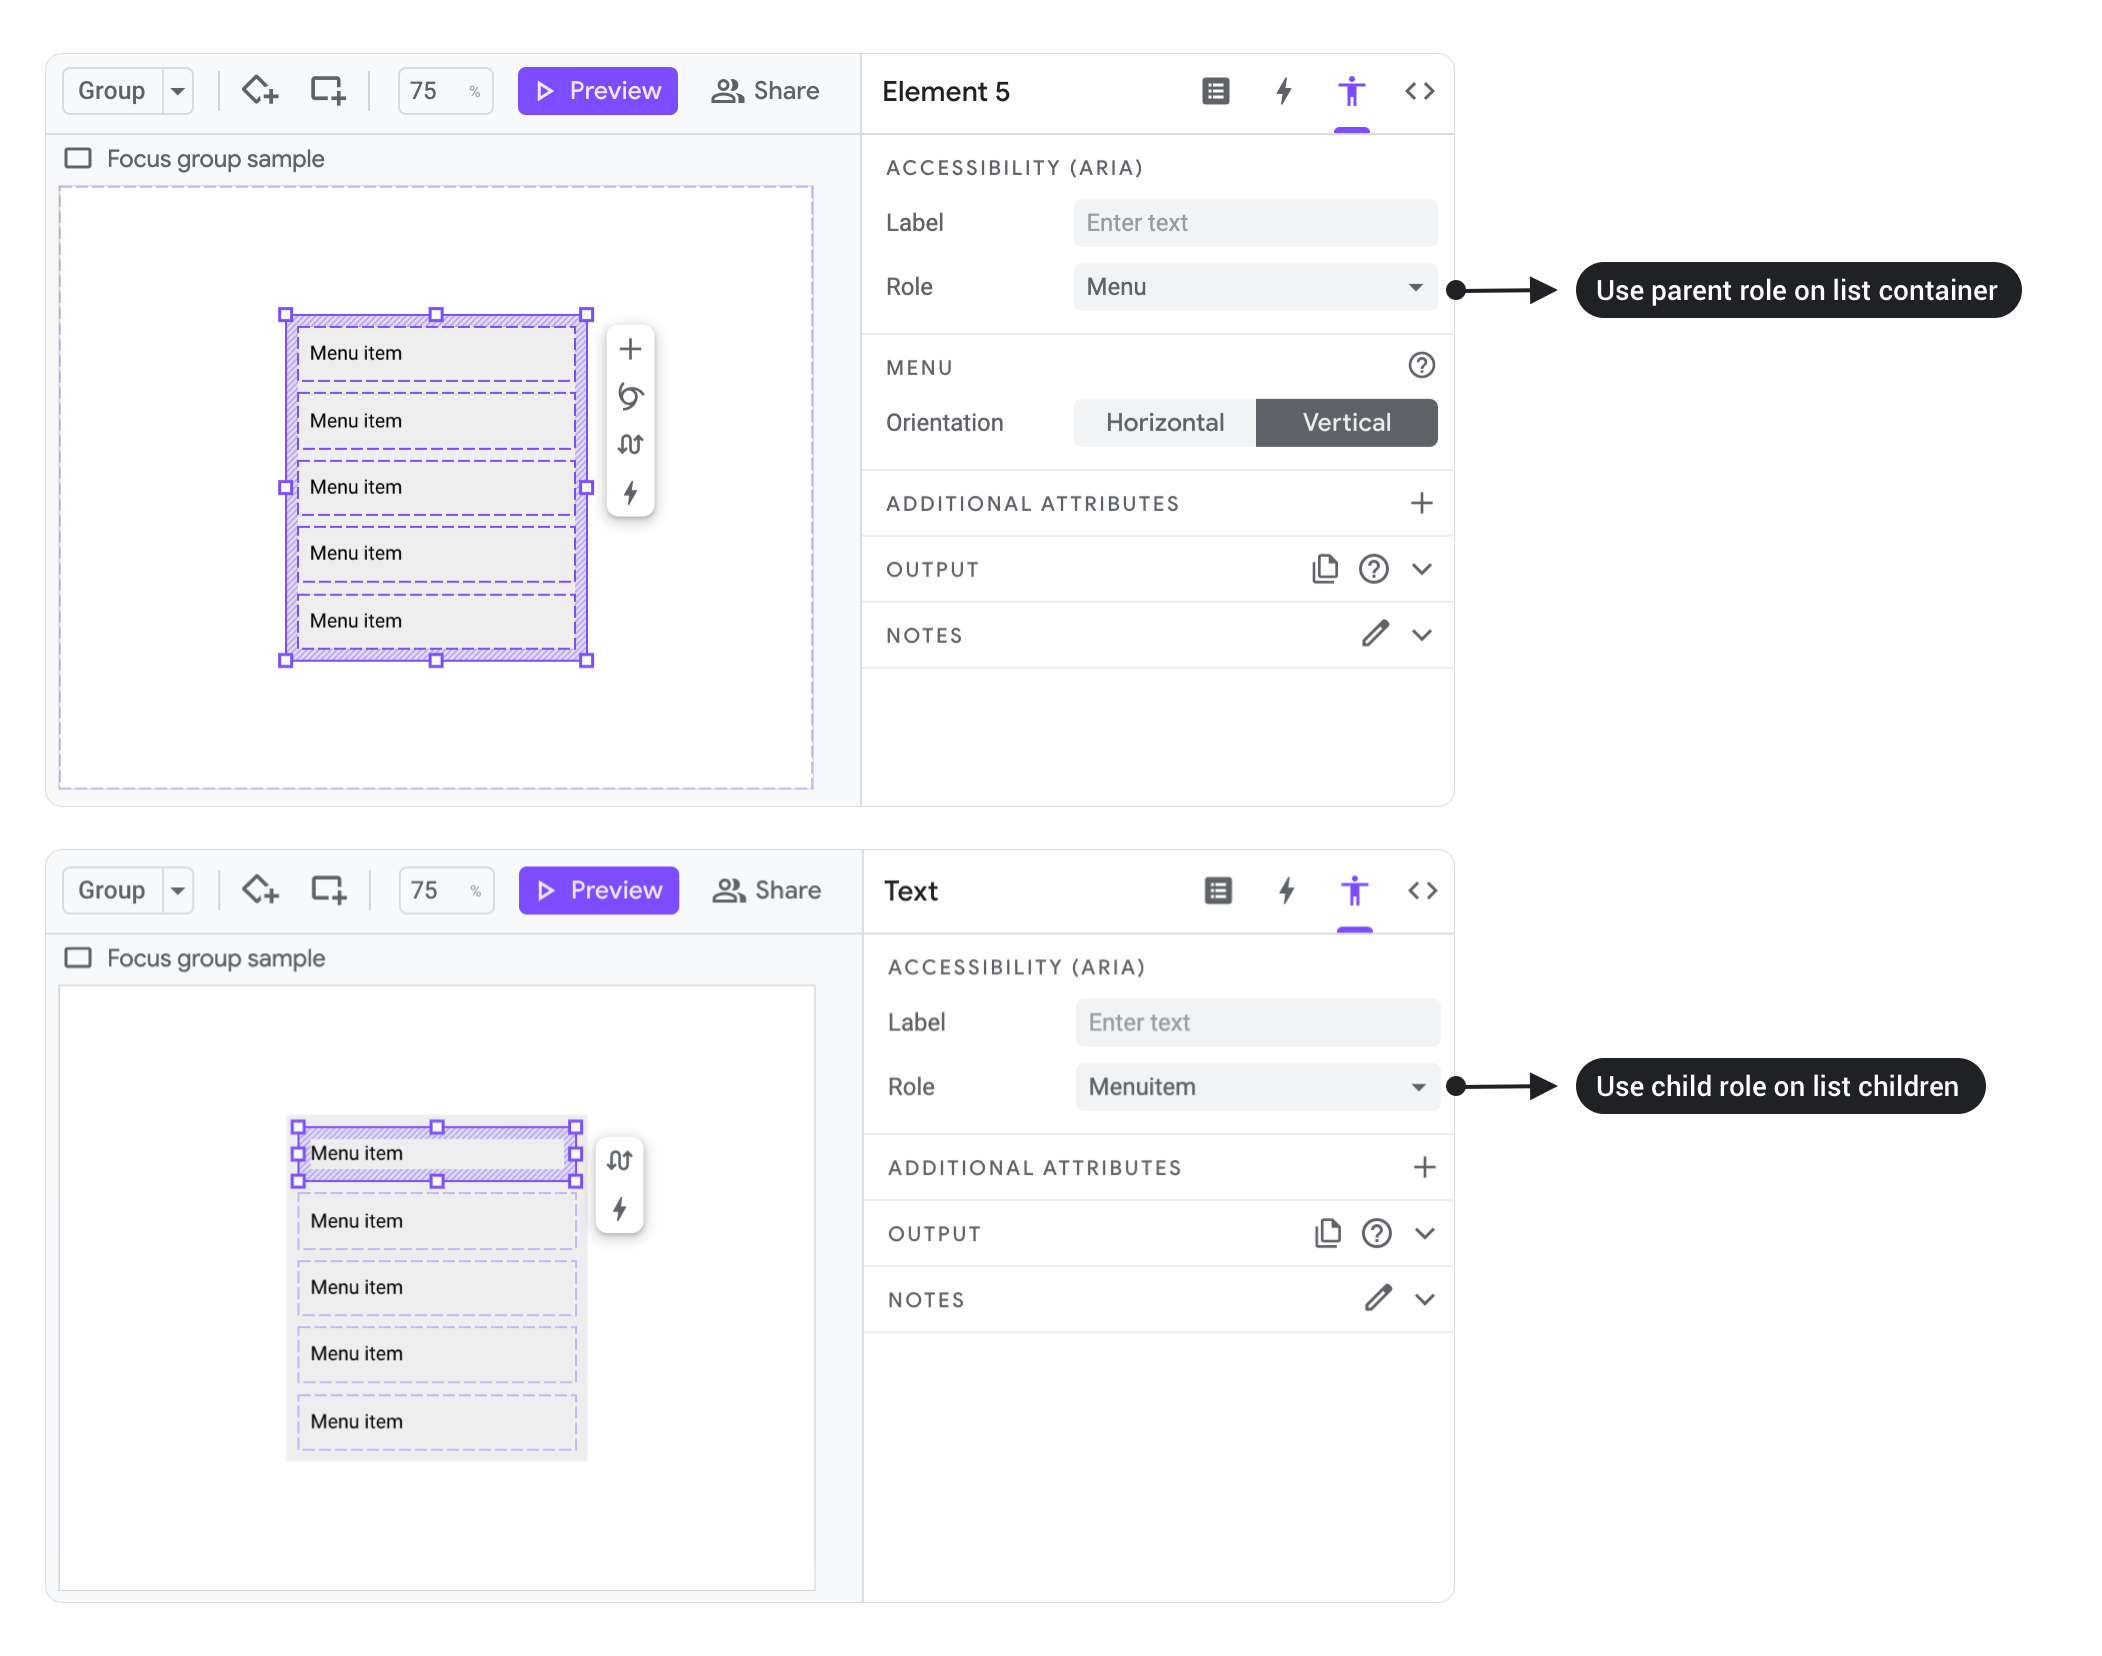 Group
75 %
Preview
Share
Element 5
Focus group sample
Menu item
Menu item
Menu item
Menu item
Menu item
ACCESSIBILITY (ARIA)
Label
Enter text
Role
Menu
Use parent role on list container
MENU
Orientation
Horizontal
Vertical
ADDITIONAL ATTRIBUTES
OUTPUT
NOTES
Group
75 %
Preview
Share
Text
Focus group sample
Menu item
Menu item
Menu item
Menu item
Menu item
ACCESSIBILITY (ARIA)
Label
Enter text
Role
Menuitem
Use child role on list children
ADDITIONAL ATTRIBUTES
OUTPUT
NOTES